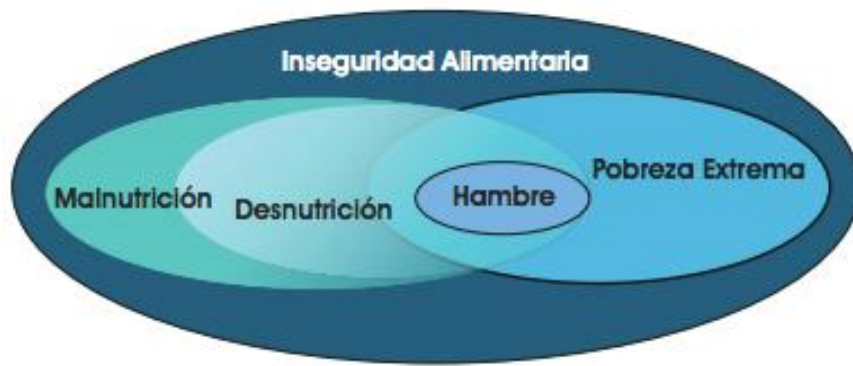 Inseguridad Alimentaria
Malnutrición
Desnutrición
Hambre
Pobreza Extrema